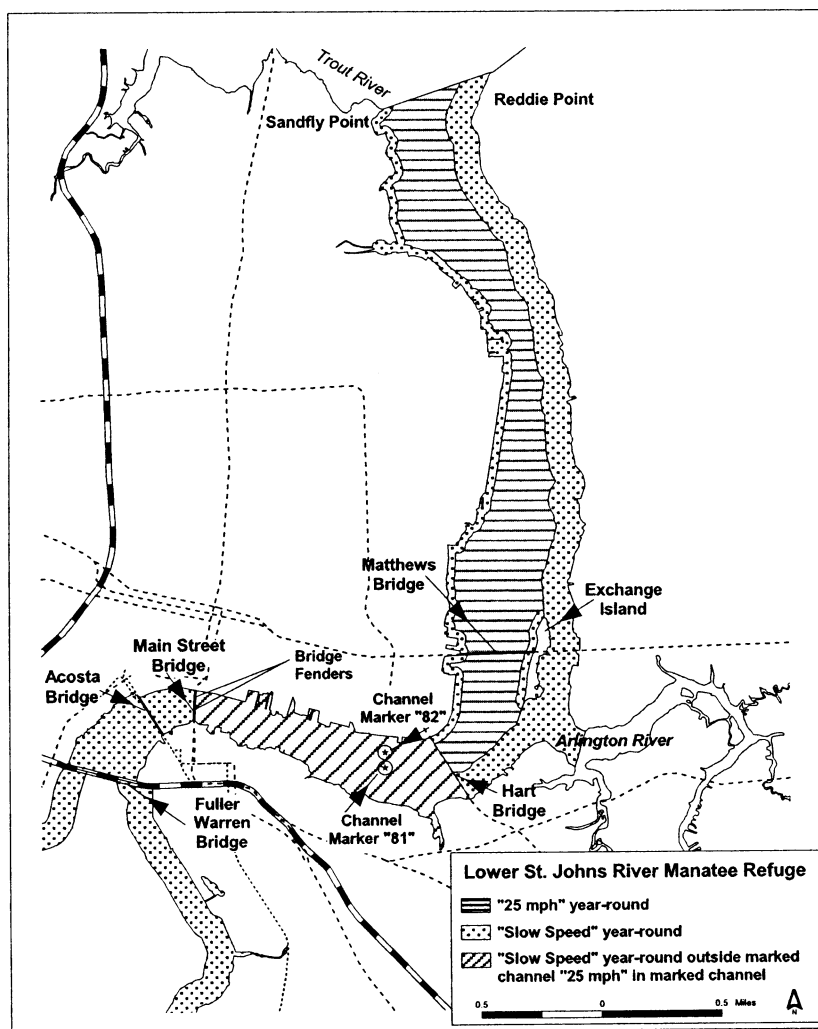 Trout River
Reddie Point
Sandfly Point
Matthews
Bridge
Exchange
Island
Main Street
Bridge
Bridge
Fenders
Acosta
Bridge
Channel
Marker "82"
Arlington River
Hart
Bridge
Fuller
Warren
Bridge
Channel
Marker "81"
Lower St. Johns River Manatee Refuge
"25 mph" year-round
"Slow Speed" year-round
"Slow Speed" year-round outside marked
channel "25 mph" in marked channel
0.5 0 0.5 Miles
N